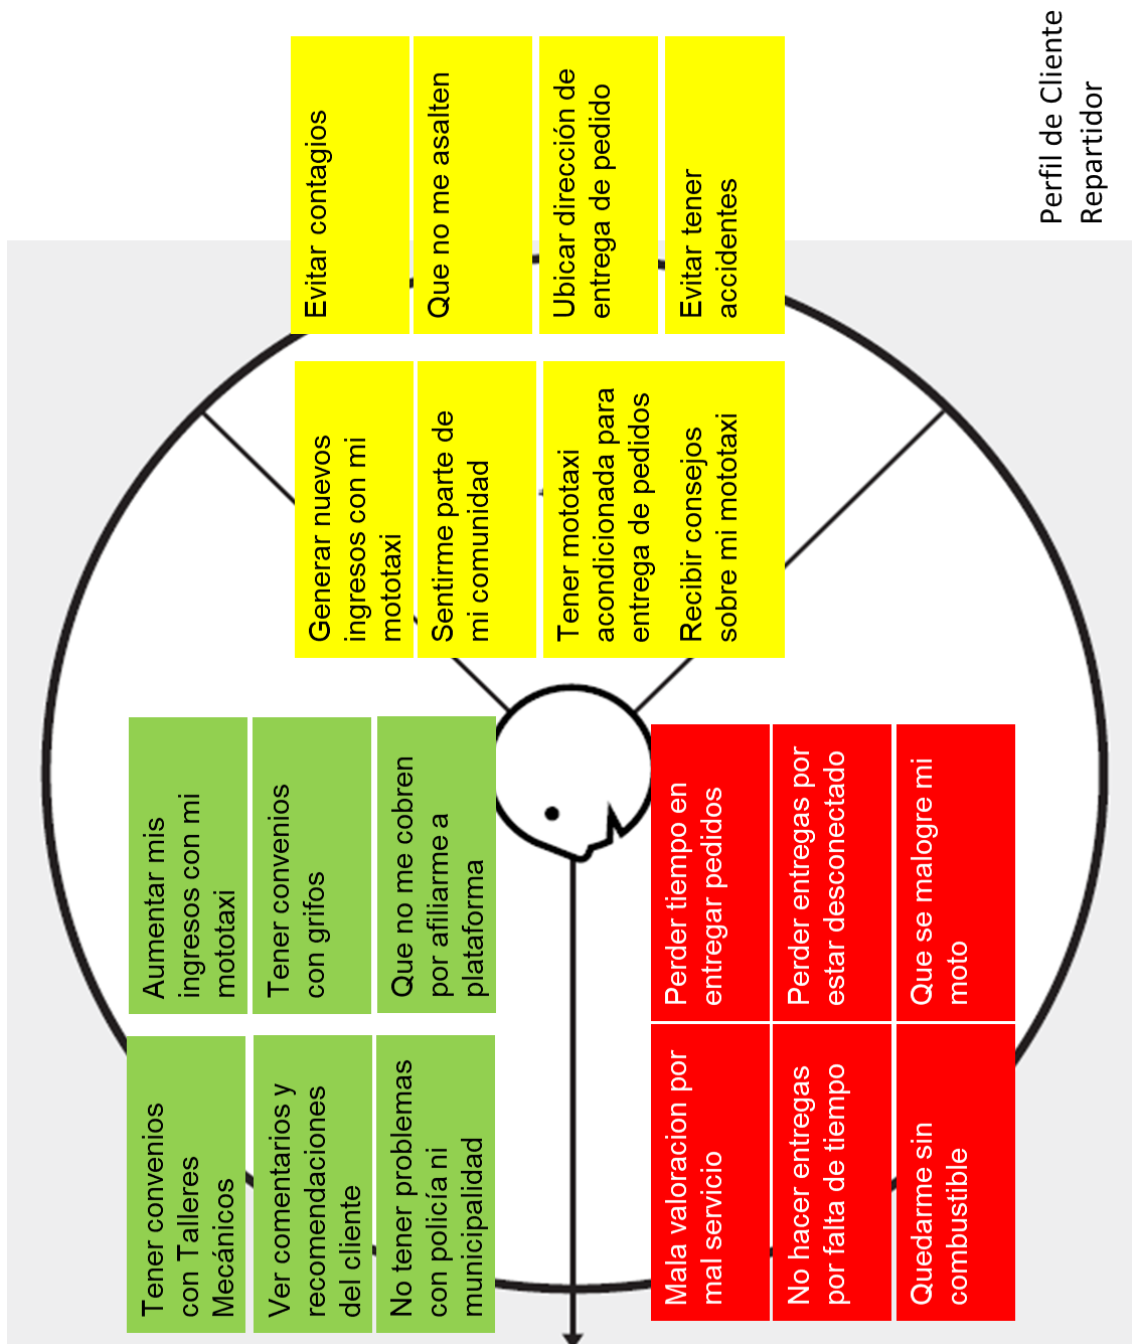 Tener convenios
con Talleres
Mecánicos
Aumentar mis
ingresos con mi
mototaxi
Ver comentarios y
recomendaciones
del cliente
Tener convenios
con grifos
No tener problemas
con policía ni
municipalidad
Que no me cobren
por afiliarme a
plataforma
Generar nuevos
ingresos con mi
mototaxi
Sentirme parte de
mi comunidad
Tener mototaxi
acondicionada para
entrega de pedidos
Recibir consejos
sobre mi mototaxi
Evitar contagios
Que no me asalten
Ubicar dirección de
entrega de pedido
Evitar tener
accidentes
Mala valoracion por
mal servicio
Perder tiempo en
entregar pedidos
No hacer entregas
por falta de tiempo
Perder entregas por
estar desconectado
Quedarme sin
combustible
Que se malogre mi
moto
Perfil de Cliente
Repartidor